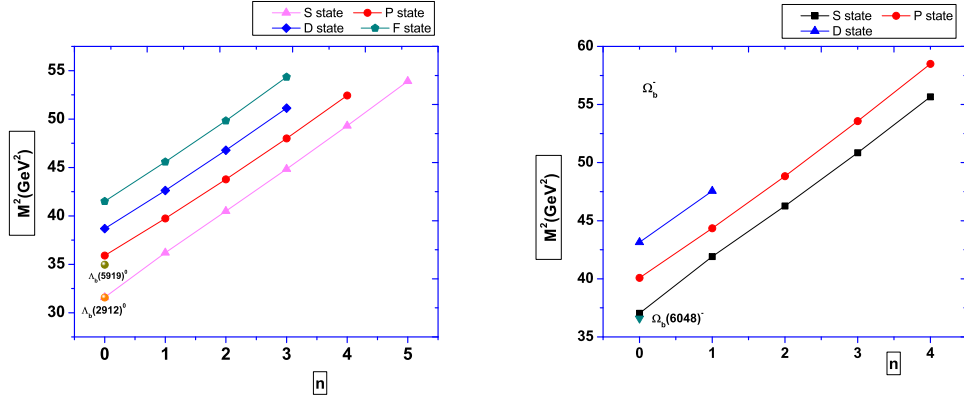 S state P state
D state F state
M²(GeV²)
55
50
45
40
35
30
Λb(5919)⁰
Λb(2912)⁰
0 1 2 3 4 5
n
S state P state
D state
M²(GeV²)
60
55
50
45
40
35
Ωb⁻
Ωb(6048)⁻
0 1 2 3 4
n